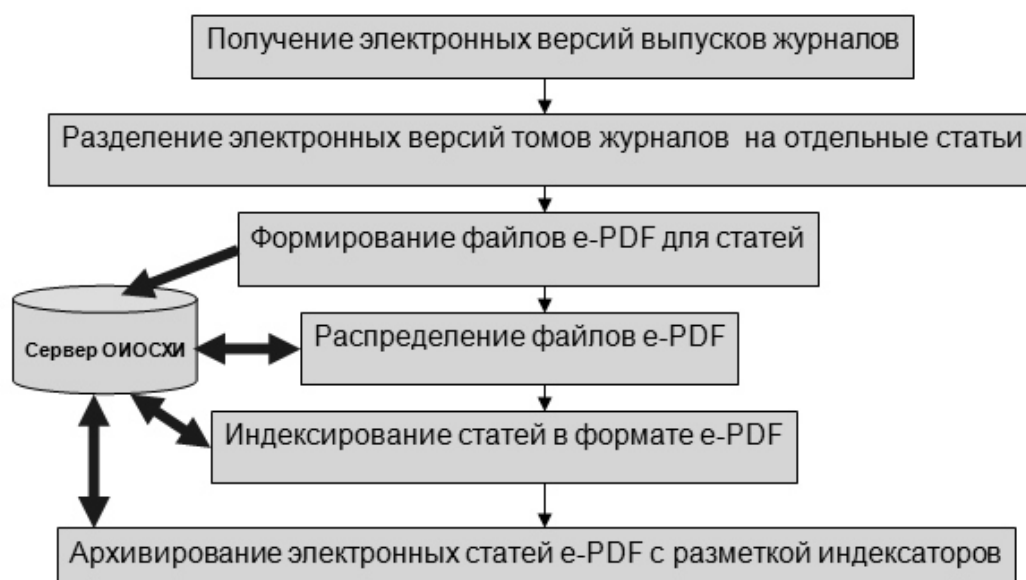 Получение электронных версий выпусков журналов
Разделение электронных версий томов журналов на отдельные статьи
Формирование файлов e-PDF для статей
Сервер ОИОСХИ
Распределение файлов e-PDF
Индексирование статей в формате e-PDF
Архивирование электронных статей e-PDF с разметкой индексаторов